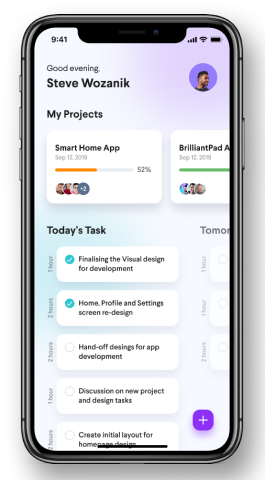 9:41
Good evening.
Steve Wozanik
My Projects
Smart Home App
Sep 12, 2019
52%
+2
BrilliantPad A
Sep 12, 2019
Today's Task
Tomor
1 hour
Finalising the Visual design
for development
1 hour
2 hours
Home, Profile and Settings
screen re-design
2 hours
2 hours
Hand-off desings for app
development
2 hours
1 hour
Discussion on new project
and design tasks
1 hour
2 hours
Create initial layout for
homepage design
+